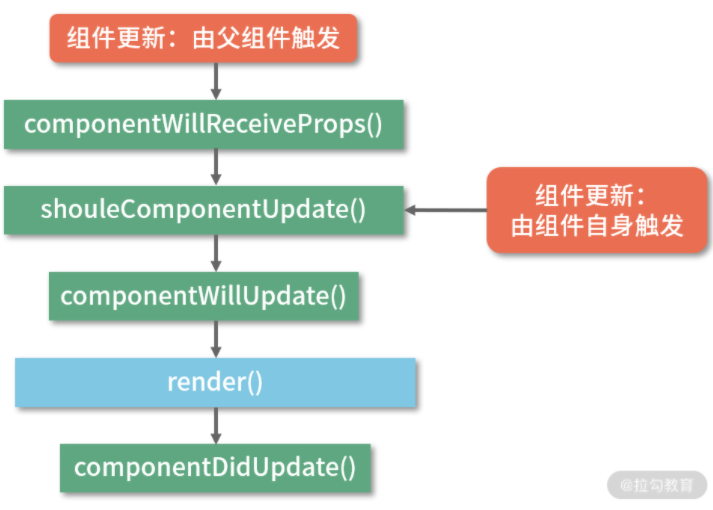 组件更新：由父组件触发
componentWillReceiveProps()
shouleComponentUpdate()
组件更新：
由组件自身触发
componentWillUpdate()
render()
componentDidUpdate()
@拉勾教育